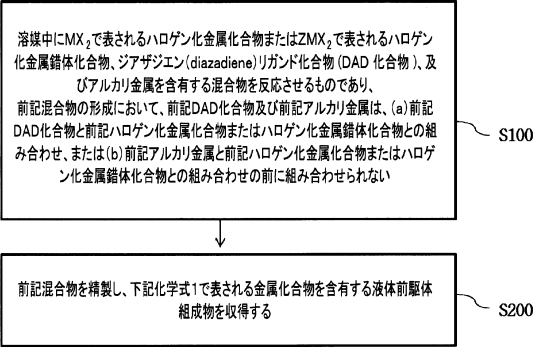 溶媒中にMX₂で表されるハロゲン化金属化合物またはZMX₂で表されるハロゲン
化金属錯体化合物、ジアザジエン(diazadiene)リガンド化合物(DAD 化合物)、及
びアルカリ金属を含有する混合物を反応させるものであり、
前記混合物の形成において、前記DAD化合物及び前記アルカリ金属は、(a)前記
DAD化合物と前記ハロゲン化金属化合物またはハロゲン化金属錯体化合物との組
み合わせ、または(b)前記アルカリ金属と前記ハロゲン化金属化合物またはハロゲ
ン化金属錯体化合物との組み合わせの前に組み合わせられない
S100
前記混合物を精製し、下記化学式1で表される金属化合物を含有する液体前駆体
組成物を収得する
S200